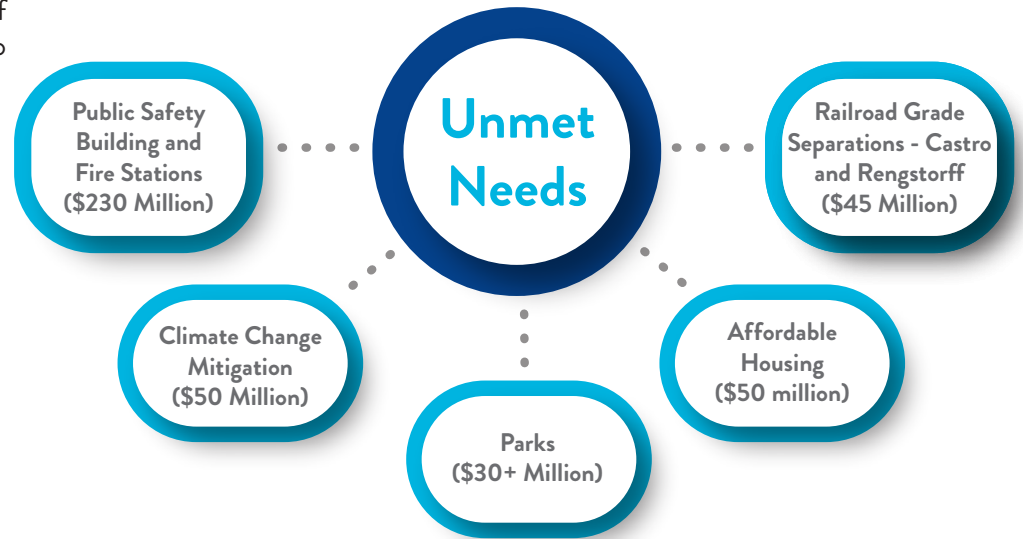 Unmet
Needs
Public Safety
Building and
Fire Stations
($230 Million)
Climate Change
Mitigation
($50 Million)
Parks
($30+ Million)
Affordable
Housing
($50 million)
Railroad Grade
Separations - Castro
and Rengstorff
($45 Million)